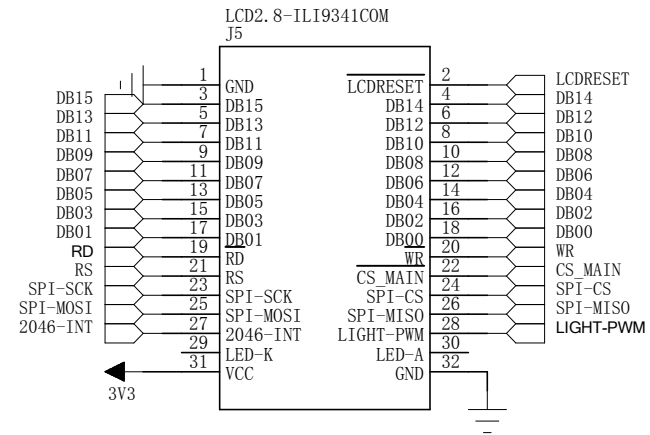 LCD2.8-ILI9341COM
J5
1 GND LCDRESET 2 LCDRESET
DB15 3 DB15 DB14 4 DB14
DB13 5 DB13 DB12 6 DB12
DB11 7 DB11 DB10 8 DB10
DB09 9 DB09 DB08 10 DB08
DB07 11 DB07 DB06 12 DB06
DB05 13 DB05 DB04 14 DB04
DB03 15 DB03 DB02 16 DB02
DB01 17 DB01 DB00 18 DB00
RD 19 RD WR 20 WR
RS 21 RS CS_MAIN 22 CS_MAIN
SPI-SCK 23 SPI-SCK SPI-CS 24 SPI-CS
SPI-MOSI 25 SPI-MOSI SPI-MISO 26 SPI-MISO
2046-INT 27 2046-INT LIGHT-PWM 28 LIGHT-PWM
29 LED-K LED-A 30
31 VCC GND 32
3V3